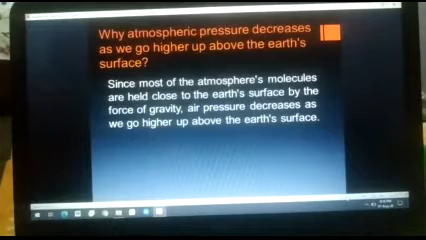 Why atmospheric pressure decreases
as we go higher up above the earth's
surface?
Since most of the atmosphere's molecules
are held close to the earth's surface by the
force of gravity, air pressure decreases as
we go higher up above the earth's surface.